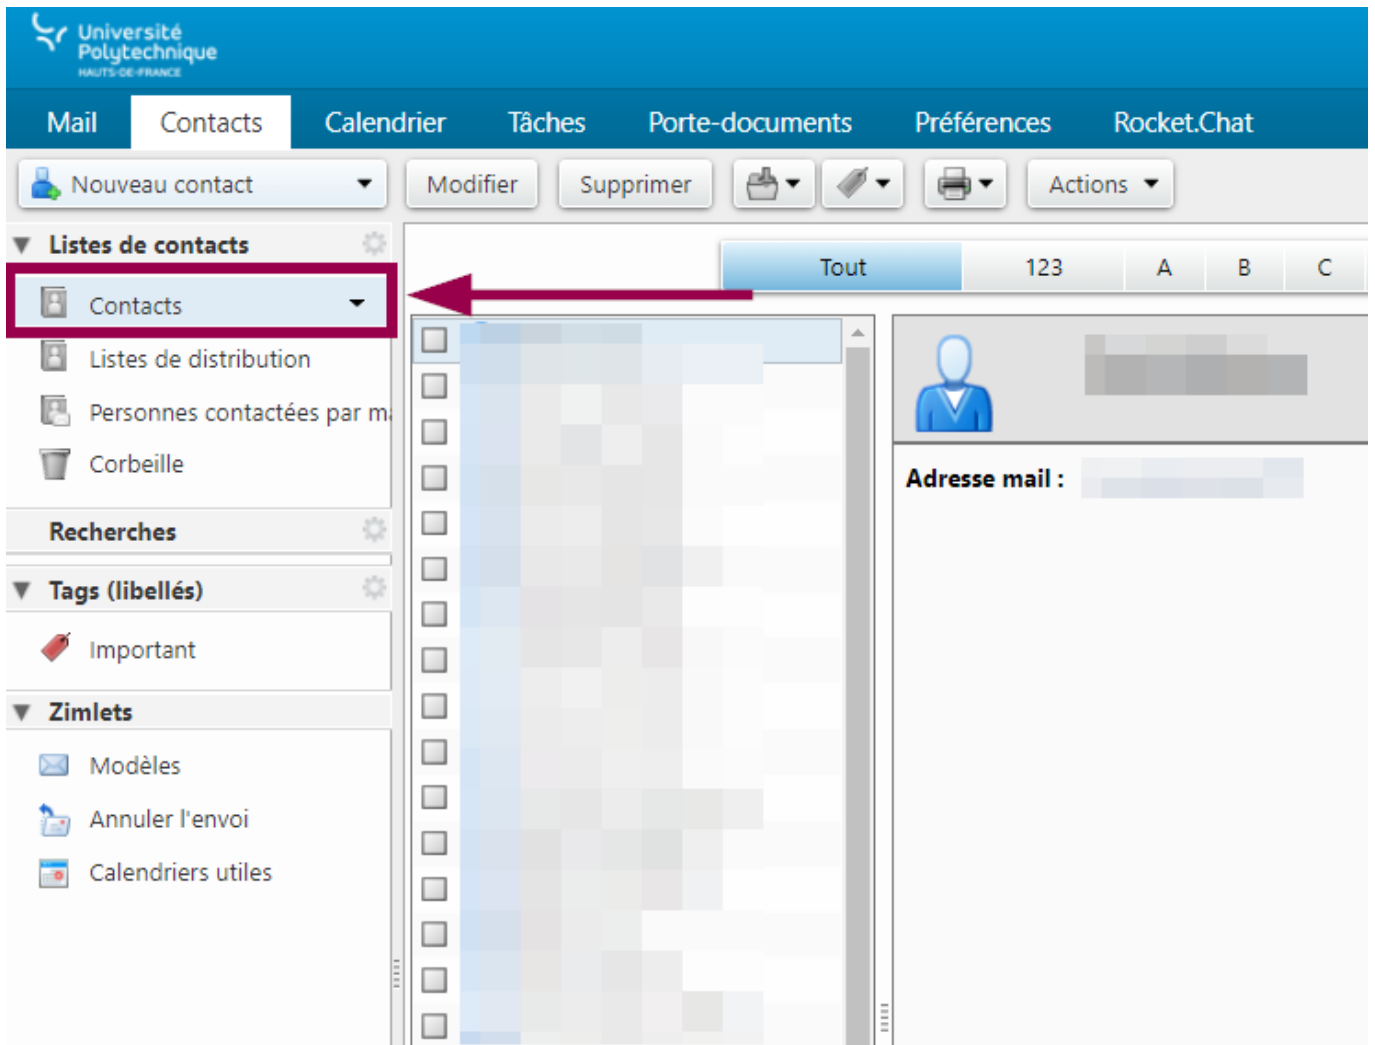 Université
Polytechnique
HAUTS-DE-FRANCE
Mail Contacts Calendrier Tâches Porte-documents Préférences Rocket.Chat
Nouveau contact Modifier Supprimer Actions
Listes de contacts
Tout 123 A B C
Contacts
Listes de distribution
Personnes contactées par ma
Corbeille
Adresse mail :
Recherches
Tags (libellés)
Important
Zimlets
Modèles
Annuler l'envoi
Calendriers utiles